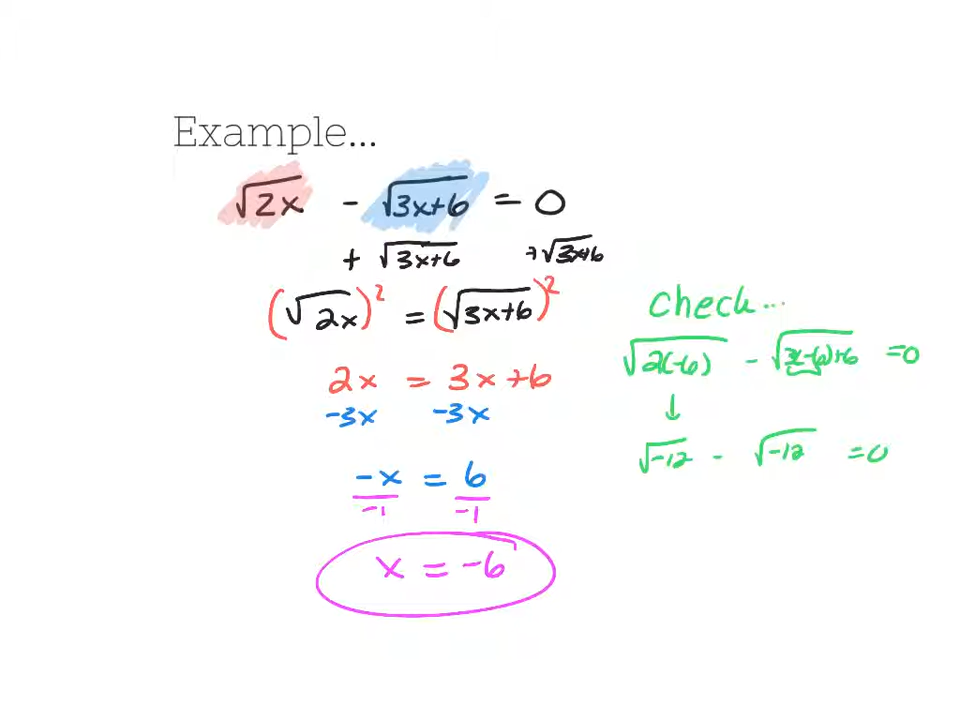 Example...
√2x - √3x+6 = 0
+ √3x+6 +√3x+6
(√2x)² = (√3x+6)²
2x = 3x+6
-3x -3x
-x = 6
-1 -1
x = -6
check...
√2(-6) - √3(-6)+6 =0
↓
√-12 - √-12 =0